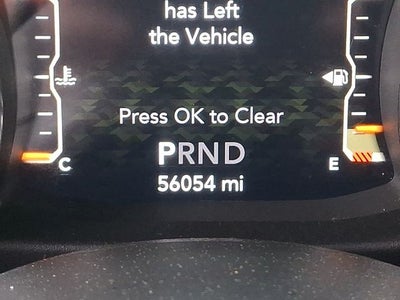 has Left
the Vehicle
Press OK to Clear
PRND
C
E
56054 mi